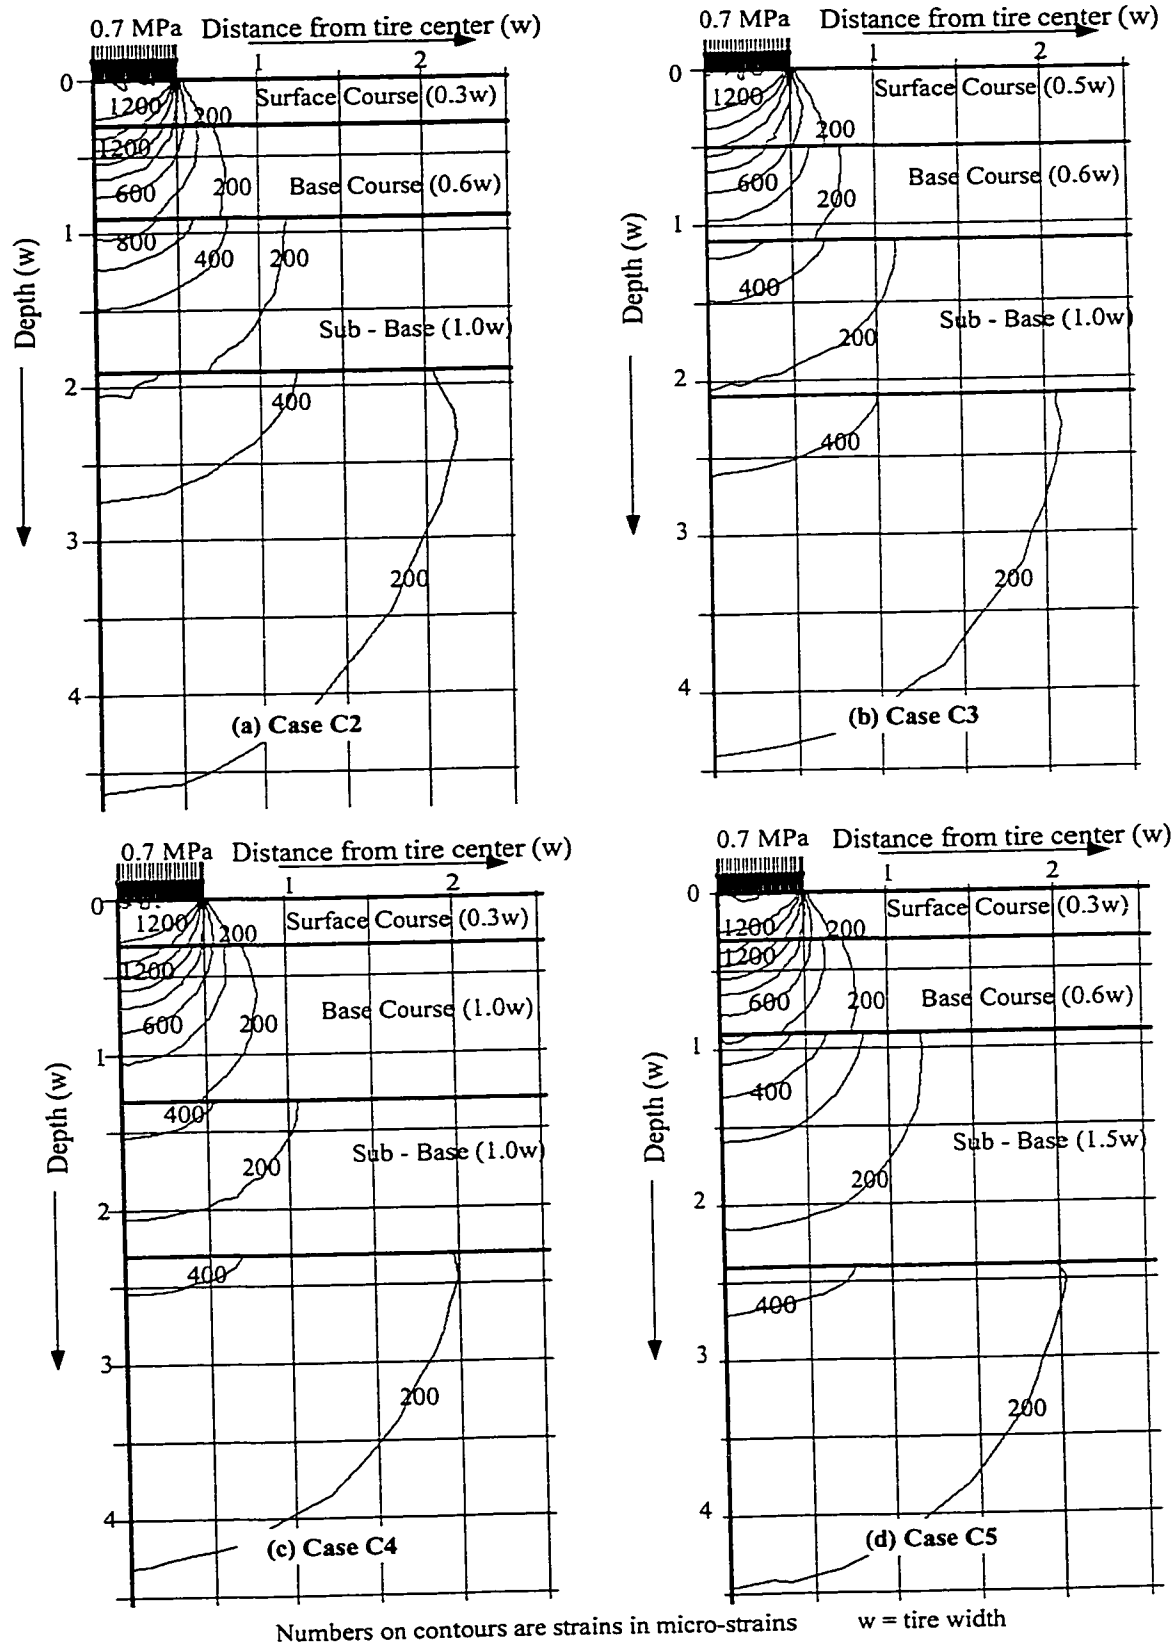 0.7 MPa Distance from tire center (w)
1 2
0
1200 200 Surface Course (0.3w)
1200
600 200 Base Course (0.6w)
1 800 400 200
Depth (w)
Sub - Base (1.0w)
2 400
3
200
4
(a) Case C2
0.7 MPa Distance from tire center (w)
1 2
0
1200 Surface Course (0.5w)
200
600 200 Base Course (0.6w)
1
Depth (w)
400
200 Sub - Base (1.0w)
2
400
3
200
4
(b) Case C3
0.7 MPa Distance from tire center (w)
1 2
0
1200 200 Surface Course (0.3w)
1200
600 200 Base Course (1.0w)
1
Depth (w)
400
200 Sub - Base (1.0w)
2
400
3
200
4
(c) Case C4
0.7 MPa Distance from tire center (w)
1 2
0
1200 200 Surface Course (0.3w)
1200
600 200 Base Course (0.6w)
1
400
Depth (w)
200 Sub - Base (1.5w)
2
400
3
200
4
(d) Case C5
Numbers on contours are strains in micro-strains w = tire width